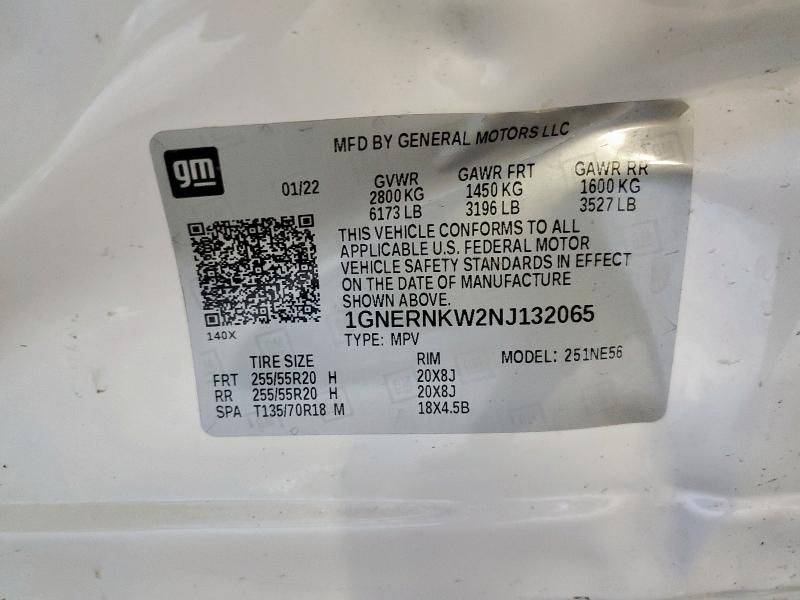 MFD BY GENERAL MOTORS LLC
gm
01/22
GVWR GAWR FRT GAWR RR
2800 KG 1450 KG 1600 KG
6173 LB 3196 LB 3527 LB
THIS VEHICLE CONFORMS TO ALL
APPLICABLE U.S. FEDERAL MOTOR
VEHICLE SAFETY STANDARDS IN EFFECT
ON THE DATE OF MANUFACTURE
SHOWN ABOVE.
1GNERNKW2NJ132065
140X
TYPE: MPV MODEL: 251NE56
TIRE SIZE RIM
FRT 255/55R20 H 20X8J
RR 255/55R20 H 20X8J
SPA T135/70R18 M 18X4.5B